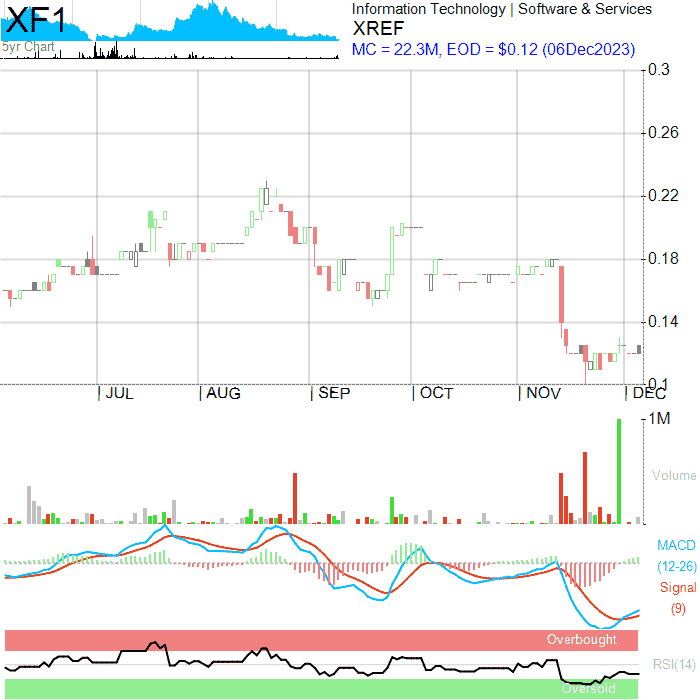 XF1
5yr Chart
Information Technology | Software & Services
XREF
MC = 22.3M, EOD = $0.12 (06Dec2023)
0.3
0.26
0.22
0.18
0.14
0.1
JUL AUG SEP OCT NOV DEC
1M
Volume
MACD
(12-26)
Signal
(9)
Overbought
RSI(14)
Oversold